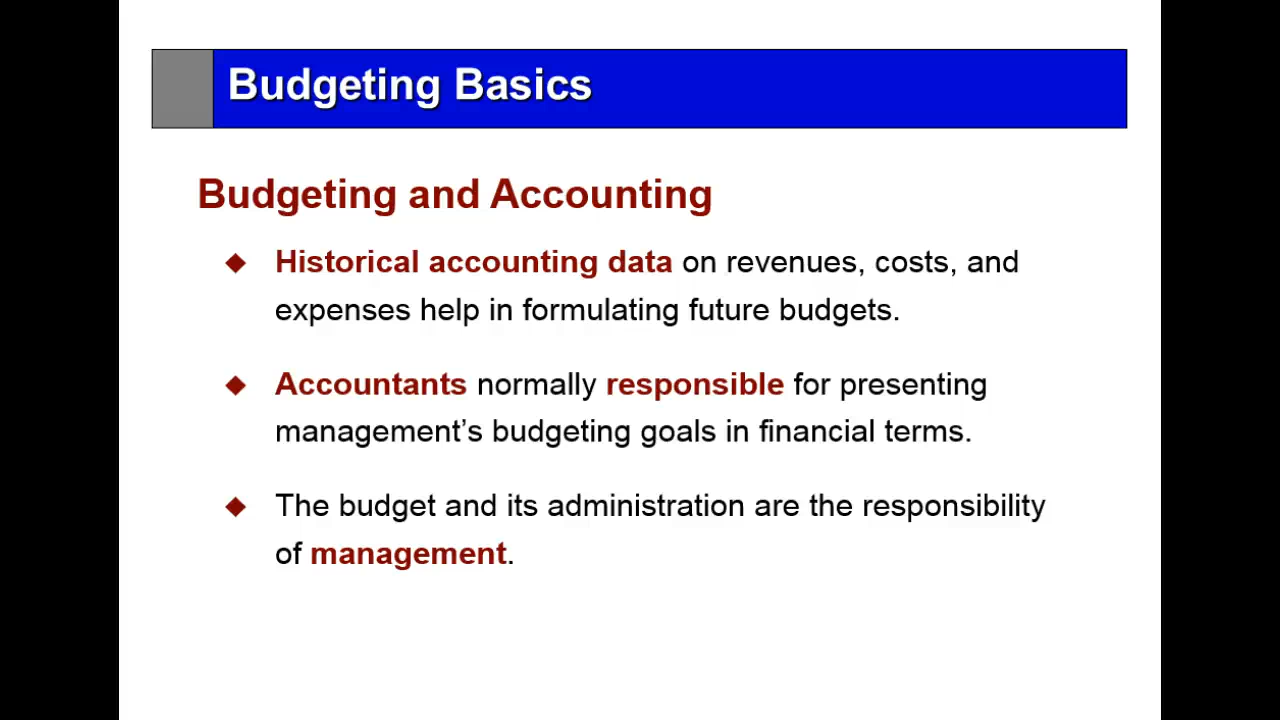 Budgeting Basics
Budgeting and Accounting
Historical accounting data on revenues, costs, and
expenses help in formulating future budgets.
Accountants normally responsible for presenting
management’s budgeting goals in financial terms.
The budget and its administration are the responsibility
of management.